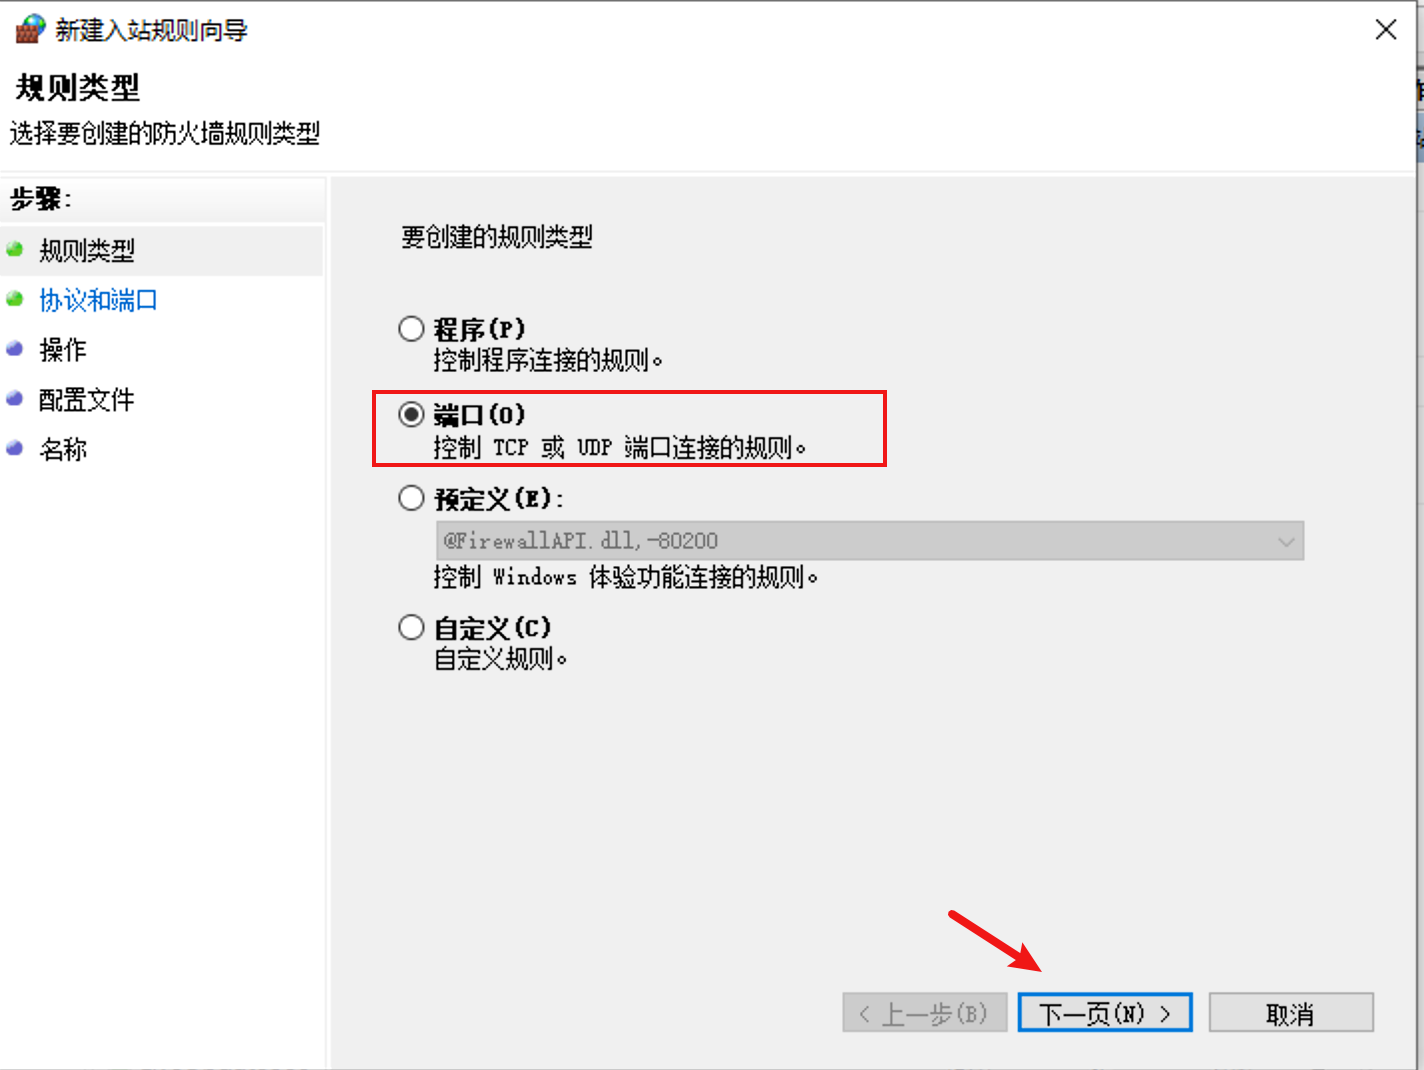 新建入站规则向导
规则类型
选择要创建的防火墙规则类型
步骤:
规则类型
协议和端口
操作
配置文件
名称
要创建的规则类型
程序(P)
控制程序连接的规则。
端口(O)
控制 TCP 或 UDP 端口连接的规则。
预定义(E):
@FirewallAPI.dll,-80200
控制 Windows 体验功能连接的规则。
自定义(C)
自定义规则。
< 上一步(B)
下一页(N) >
取消